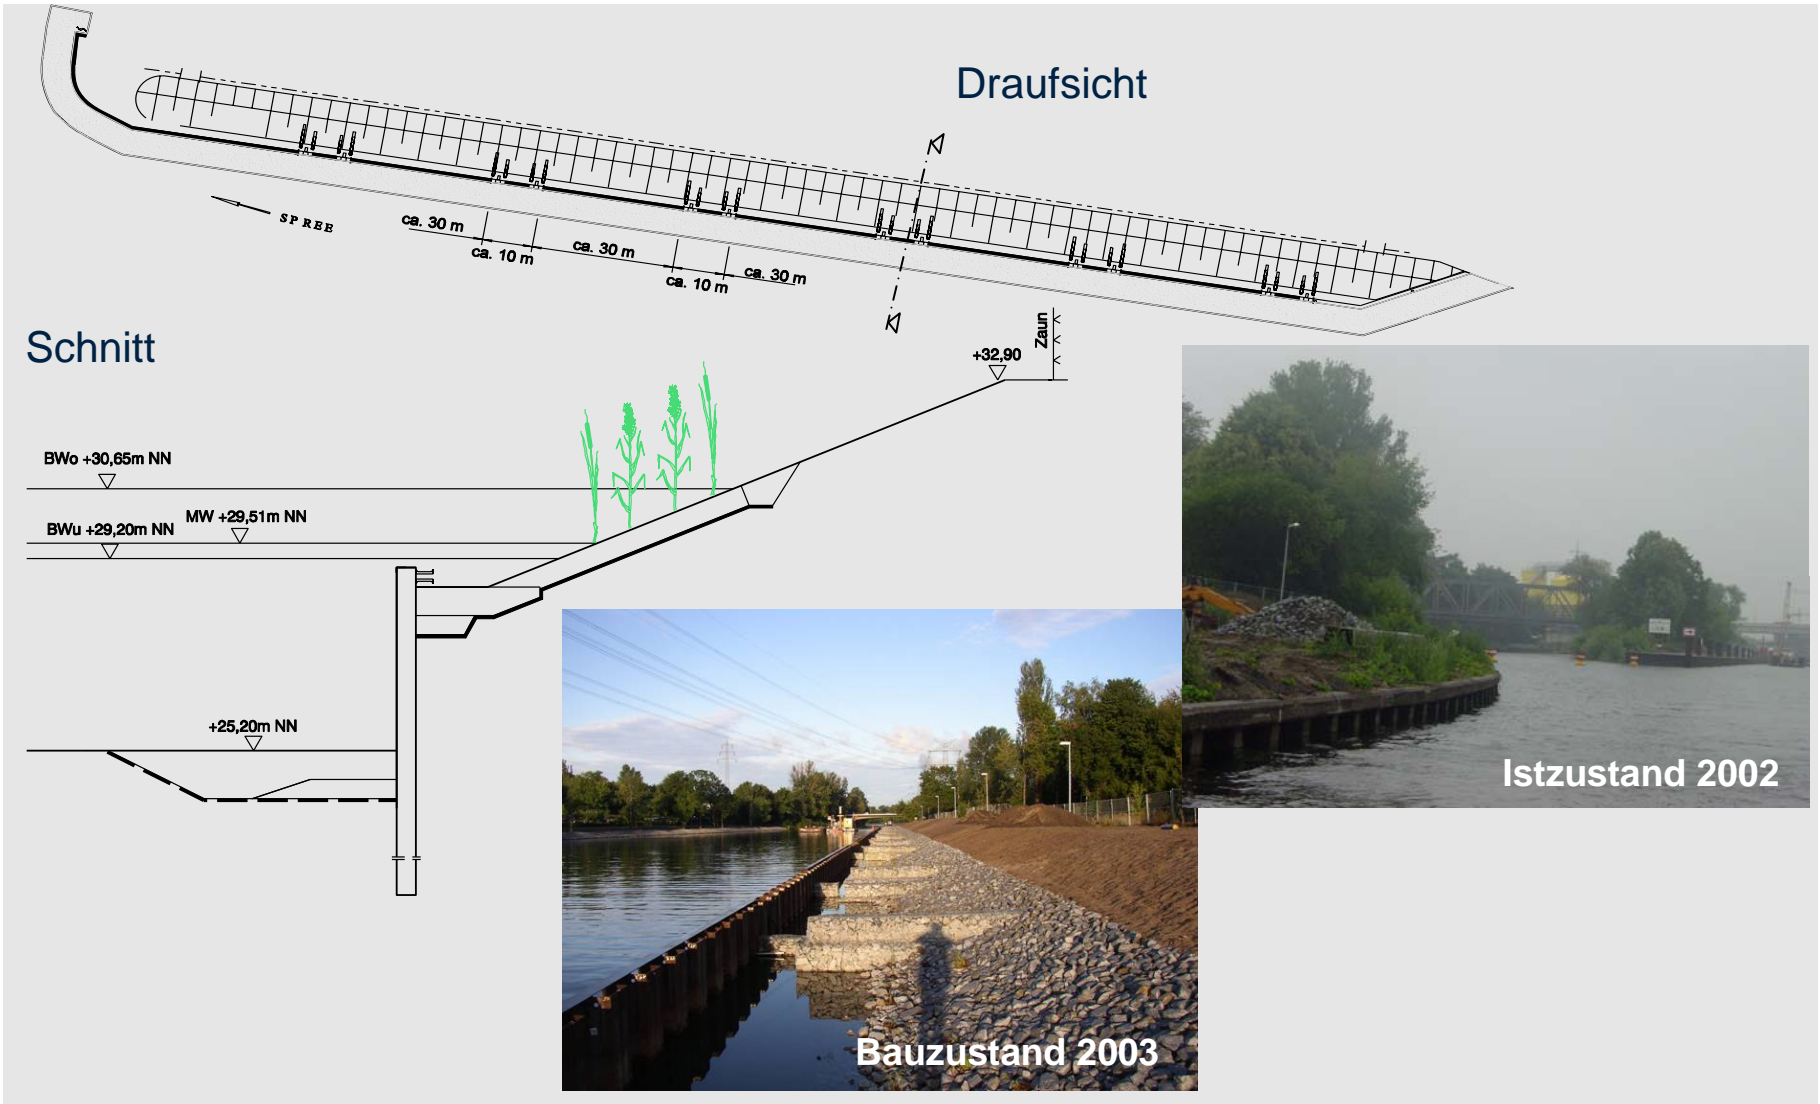 Draufsicht
SPREE
ca. 30 m
ca. 10 m
ca. 30 m
ca. 10 m
ca. 30 m
Schnitt
Zaun
+32,90
BWo +30,65m NN
MW +29,51m NN
BWu +29,20m NN
+25,20m NN
Istzustand 2002
Bauzustand 2003